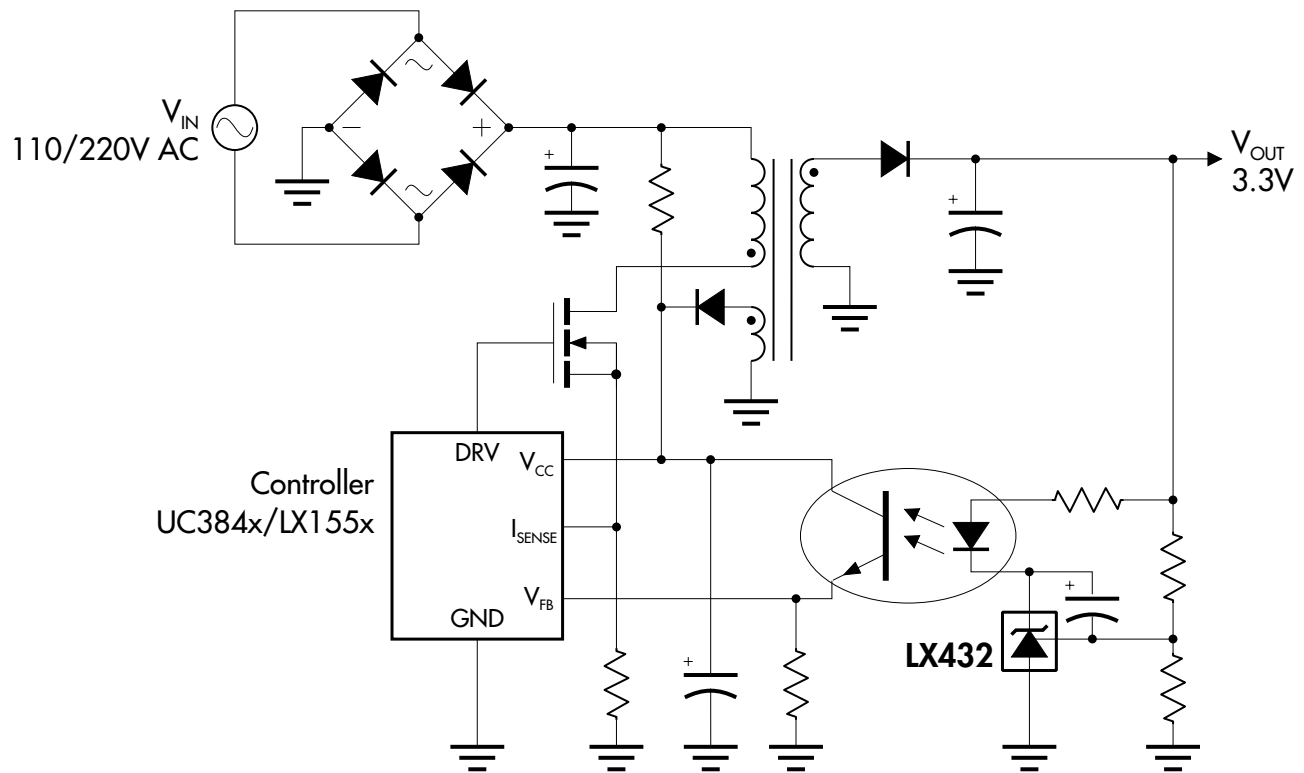 V_IN
110/220V AC
V_OUT
3.3V
Controller
UC384x/LX155x
DRV
V_CC
I_SENSE
V_FB
GND
LX432